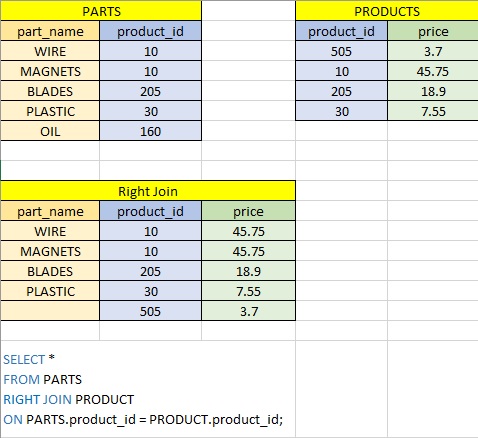 PARTS
part_name product_id
WIRE 10
MAGNETS 10
BLADES 205
PLASTIC 30
OIL 160
PRODUCTS
product_id price
505 3.7
10 45.75
205 18.9
30 7.55
Right Join
part_name product_id price
WIRE 10 45.75
MAGNETS 10 45.75
BLADES 205 18.9
PLASTIC 30 7.55
505 3.7
SELECT *
FROM PARTS
RIGHT JOIN PRODUCT
ON PARTS.product_id = PRODUCT.product_id;